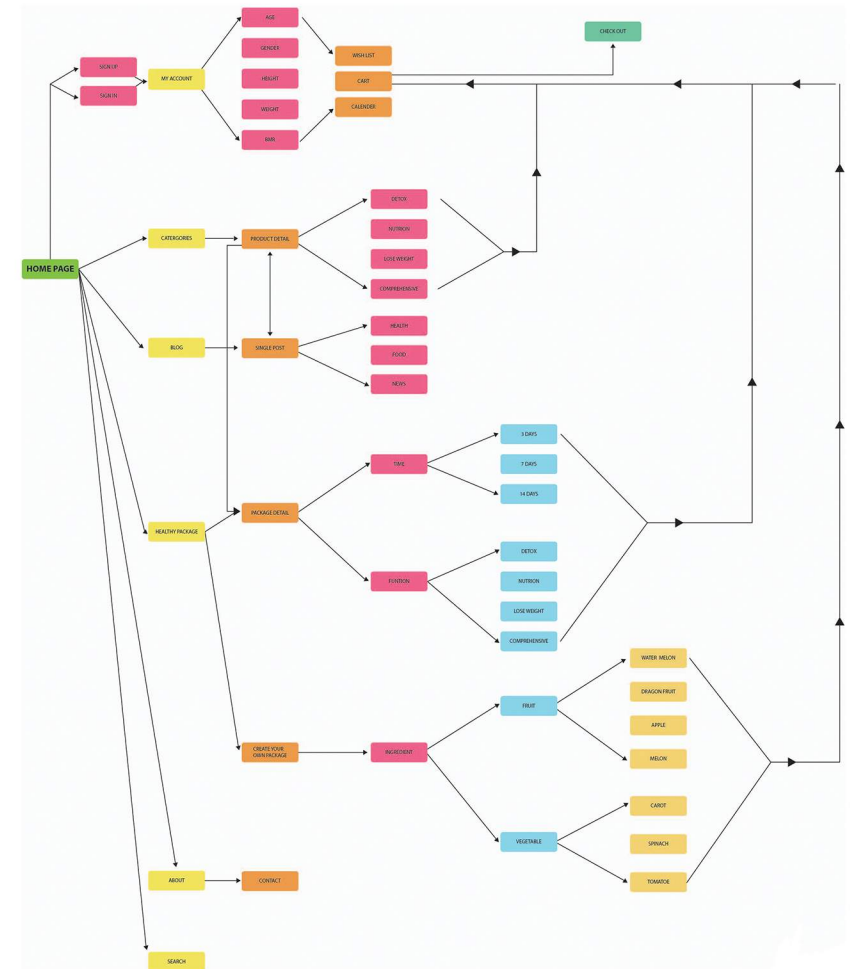 AGE
CHECK OUT
GENDER
WISH LIST
SIGN UP
MY ACCOUNT
HEIGHT
CART
SIGN IN
WEIGHT
CALENDER
BMR
DETOX
NUTRION
CATERGORIES
PRODUCT DETAIL
LOSE WEIGHT
HOME PAGE
COMPREHENSIVE
HEALTH
BLOG
SINGLE POST
FOOD
NEWS
3 DAYS
TIME
7 DAYS
14 DAYS
PACKAGE DETAIL
HEALTHY PACKAGE
DETOX
FUNTION
NUTRION
LOSE WEIGHT
COMPREHENSIVE
WATER MELON
DRAGON FRUIT
FRUIT
APPLE
CREATE YOUR
OWN PACKAGE
INGREDIENT
MELON
CAROT
VEGETABLE
SPINACH
ABOUT
CONTACT
TOMATOE
SEARCH